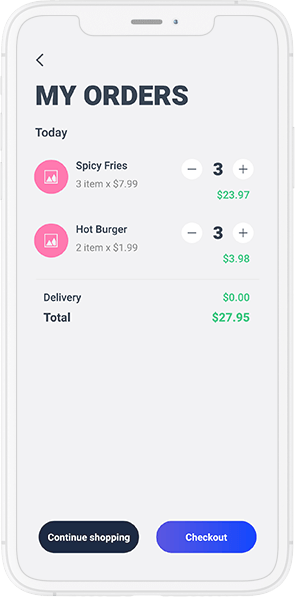 MY ORDERS
Today
Spicy Fries
3 item x $7.99
− 3 +
$23.97
Hot Burger
2 item x $1.99
− 3 +
$3.98
Delivery $0.00
Total $27.95
Continue shopping Checkout